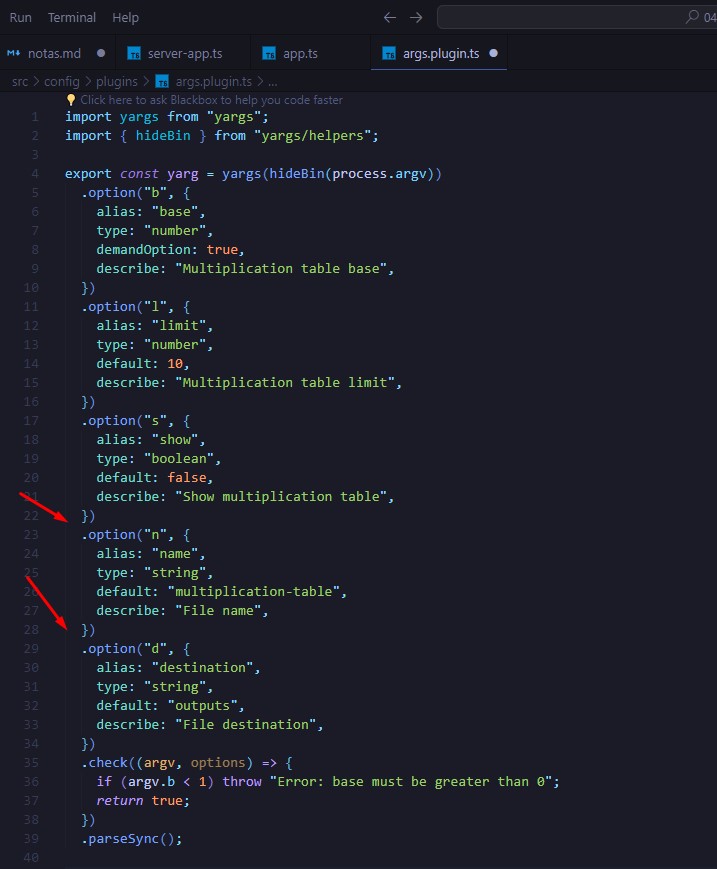 Run Terminal Help 04
notas.md server-app.ts app.ts args.plugin.ts
src > config > plugins > args.plugin.ts > ...
Click here to ask Blackbox to help you code faster
1 import yargs from "yargs";
2 import { hideBin } from "yargs/helpers";
3
4 export const yarg = yargs(hideBin(process.argv))
5 .option("b", {
6 alias: "base",
7 type: "number",
8 demandOption: true,
9 describe: "Multiplication table base",
10 })
11 .option("l", {
12 alias: "limit",
13 type: "number",
14 default: 10,
15 describe: "Multiplication table limit",
16 })
17 .option("s", {
18 alias: "show",
19 type: "boolean",
20 default: false,
21 describe: "Show multiplication table",
22 })
23 .option("n", {
24 alias: "name",
25 type: "string",
26 default: "multiplication-table",
27 describe: "File name",
28 })
29 .option("d", {
30 alias: "destination",
31 type: "string",
32 default: "outputs",
33 describe: "File destination",
34 })
35 .check((argv, options) => {
36 if (argv.b < 1) throw "Error: base must be greater than 0";
37 return true;
38 })
39 .parseSync();
40